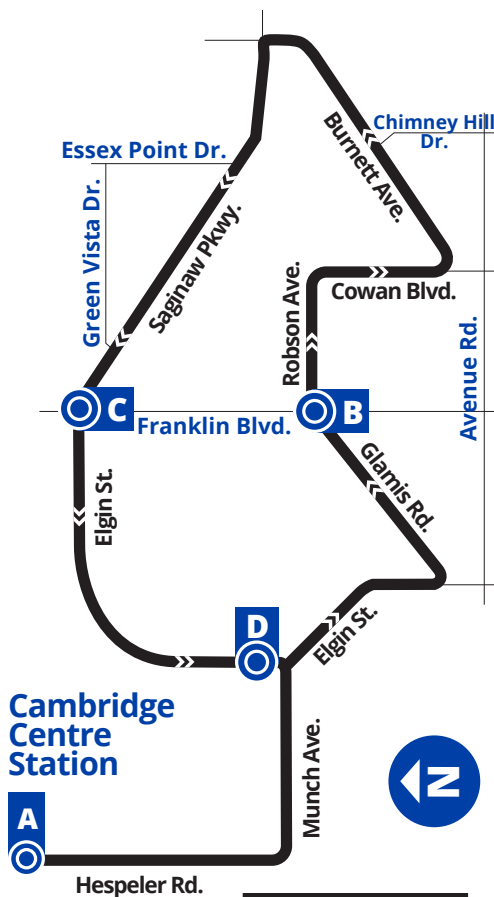 Chimney Hill
Dr.
Burnett Ave.
Essex Point Dr.
Green Vista Dr.
Saginaw Pkwy.
Robson Ave.
Cowan Blvd.
Avenue Rd.
C
Franklin Blvd.
B
Glamis Rd.
Elgin St.
D
Elgin St.
Cambridge
Centre
Station
N
Munch Ave.
A
Hespeler Rd.